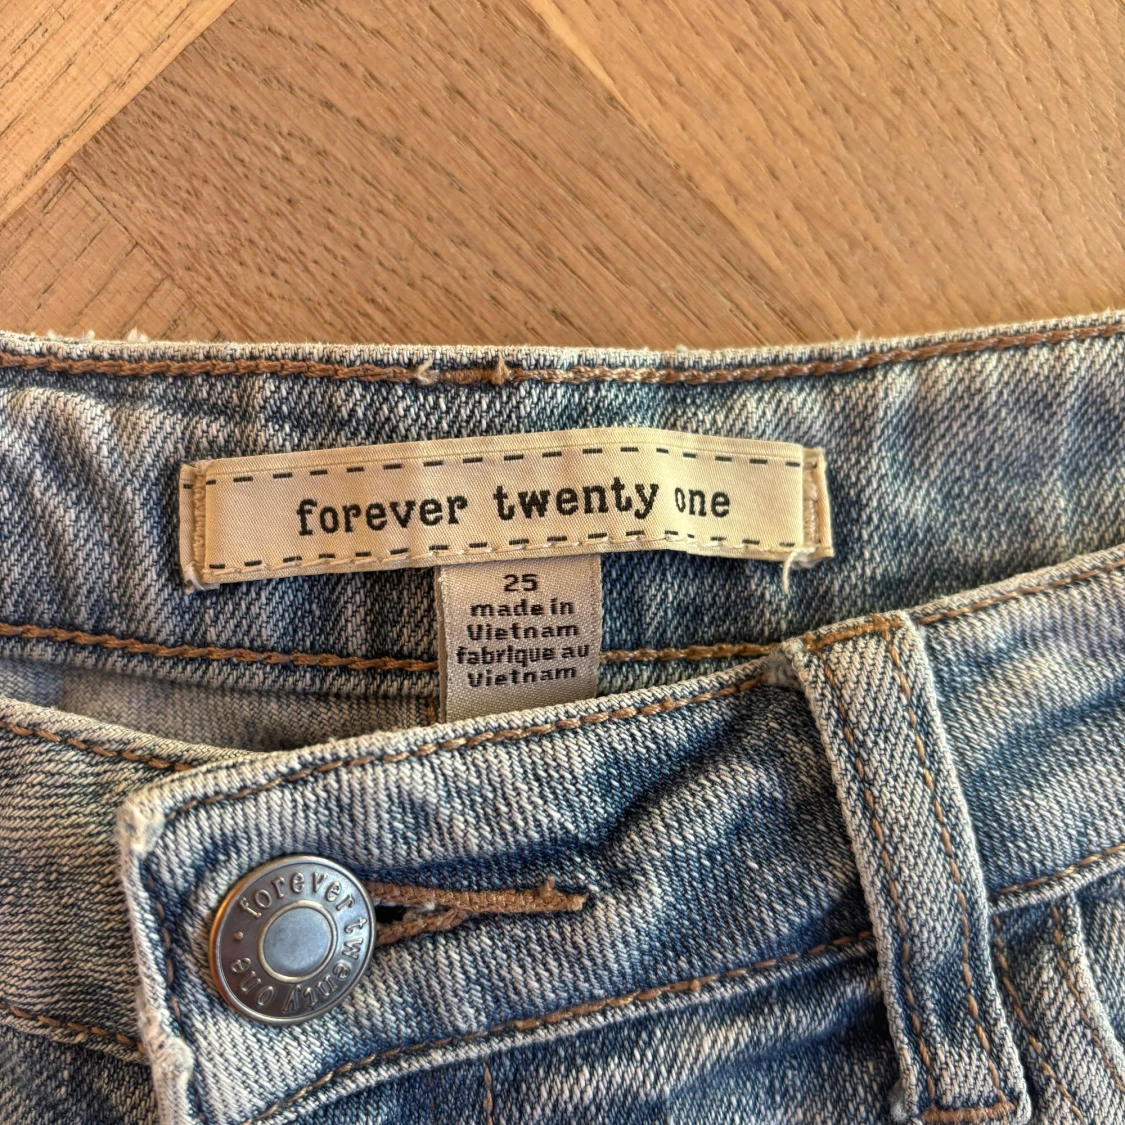 forever twenty one
25
made in
Vietnam
fabrique au
Vietnam
forever twenty one